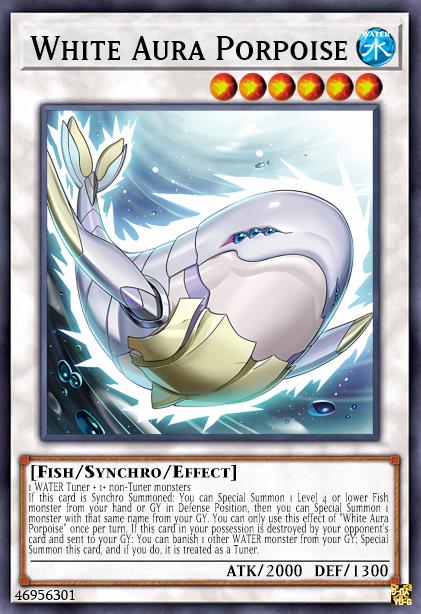 WHITE AURA PORPOISE
WATER
水
[FISH/SYNCHRO/EFFECT]
1 WATER Tuner + 1+ non-Tuner monsters
If this card is Synchro Summoned: You can Special Summon 1 Level 4 or lower Fish
monster from your hand or GY in Defense Position, then you can Special Summon 1
monster with that same name from your GY. You can only use this effect of "White Aura
Porpoise" once per turn. If this card in your possession is destroyed by your opponent's
card and sent to your GY: You can banish 1 other WATER monster from your GY; Special
Summon this card, and if you do, it is treated as a Tuner.
ATK/2000 DEF/1300
46956301